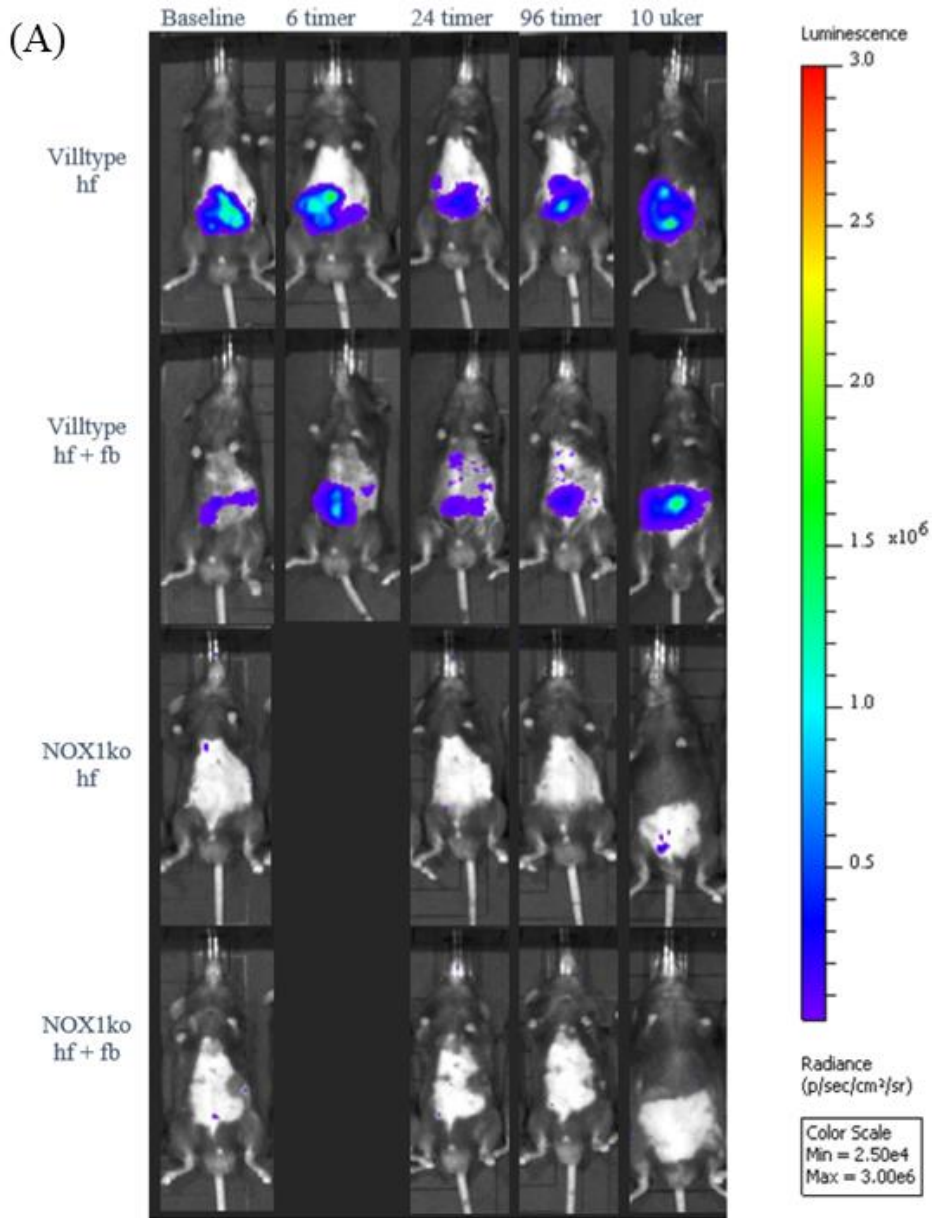 (A)
Baseline 6 timer 24 timer 96 timer 10 uker
Villtype
hf
Villtype
hf + fb
NOX1ko
hf
NOX1ko
hf + fb
Luminescence
3.0
2.5
2.0
1.5 x10⁶
1.0
0.5
Radiance
(p/sec/cm²/sr)
Color Scale
Min = 2.50e4
Max = 3.00e6